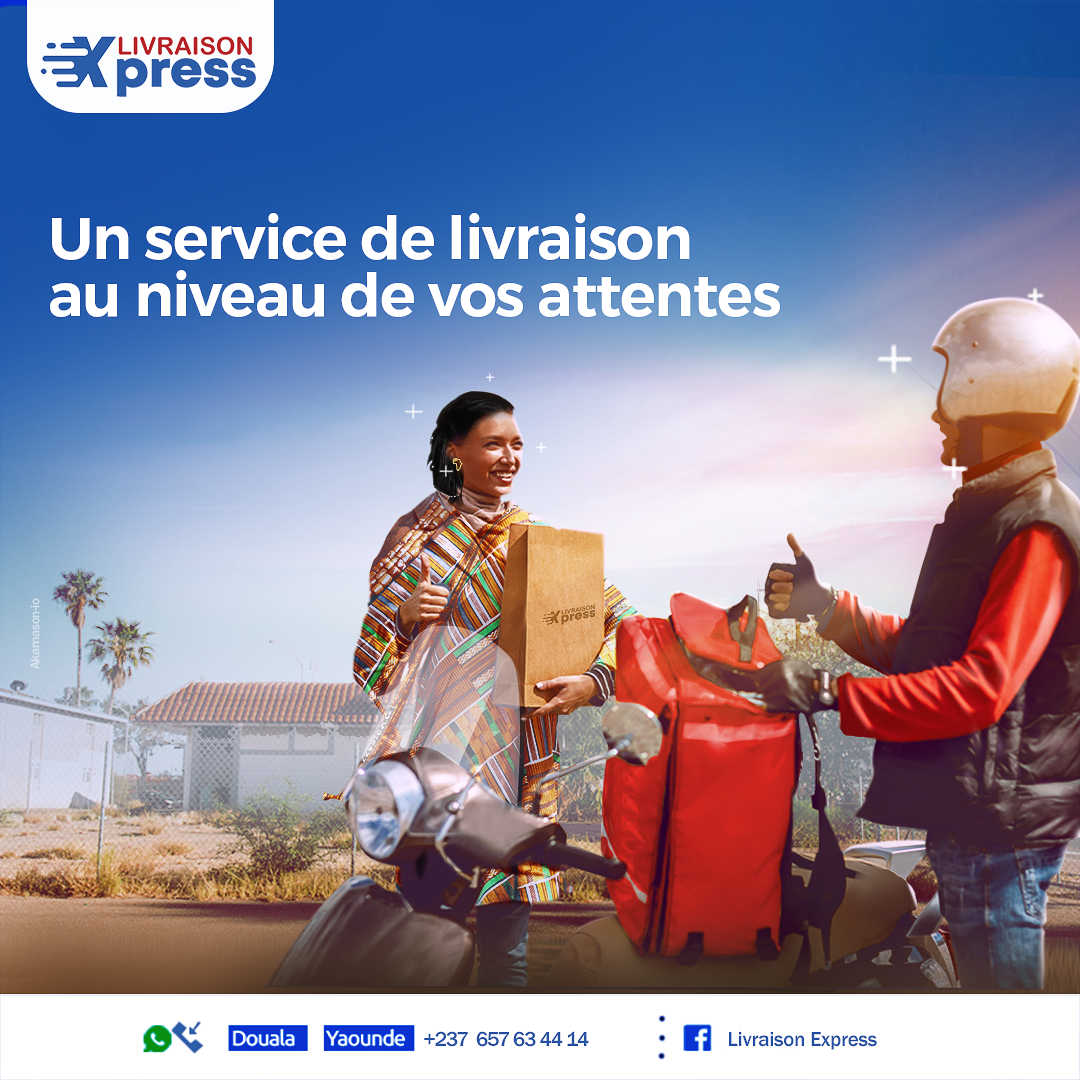 LIVRAISON
Xpress
Un service de livraison
au niveau de vos attentes
LIVRAISON
Xpress
Akamason-io
Douala Yaounde +237 657 63 44 14
Livraison Express